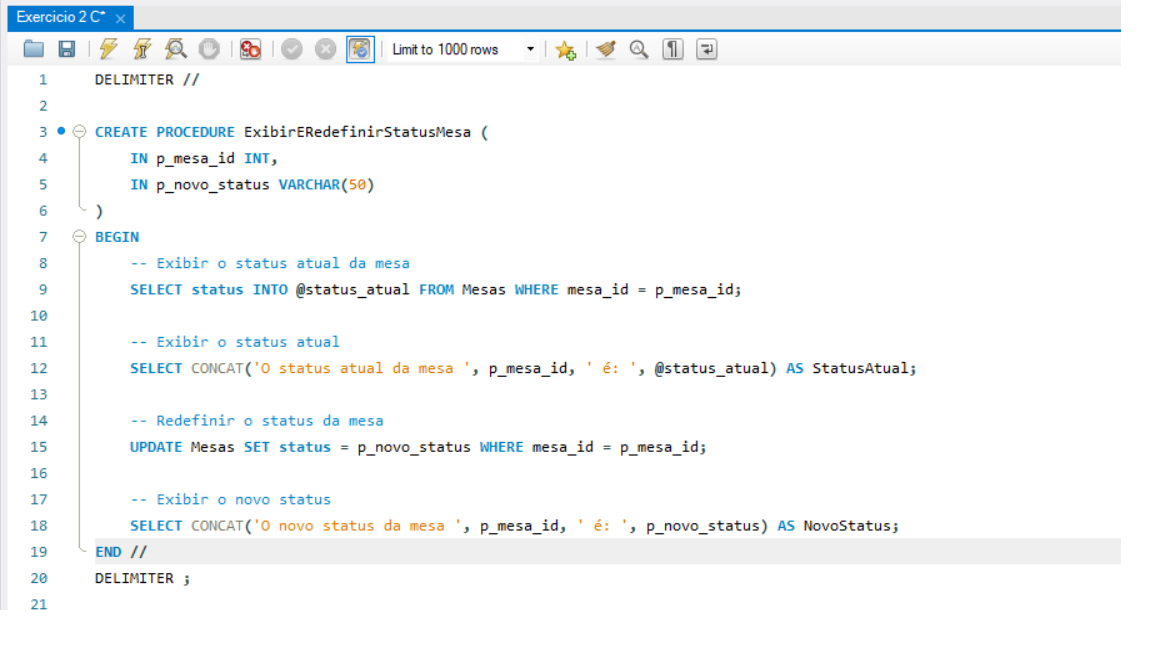 Exercicio 2 C* ×
Limit to 1000 rows
1 DELIMITER //
2
3 CREATE PROCEDURE ExibirERedefinirStatusMesa (
4 IN p_mesa_id INT,
5 IN p_novo_status VARCHAR(50)
6 )
7 BEGIN
8 -- Exibir o status atual da mesa
9 SELECT status INTO @status_atual FROM Mesas WHERE mesa_id = p_mesa_id;
10
11 -- Exibir o status atual
12 SELECT CONCAT('O status atual da mesa ', p_mesa_id, ' é: ', @status_atual) AS StatusAtual;
13
14 -- Redefinir o status da mesa
15 UPDATE Mesas SET status = p_novo_status WHERE mesa_id = p_mesa_id;
16
17 -- Exibir o novo status
18 SELECT CONCAT('O novo status da mesa ', p_mesa_id, ' é: ', p_novo_status) AS NovoStatus;
19 END //
20 DELIMITER ;
21